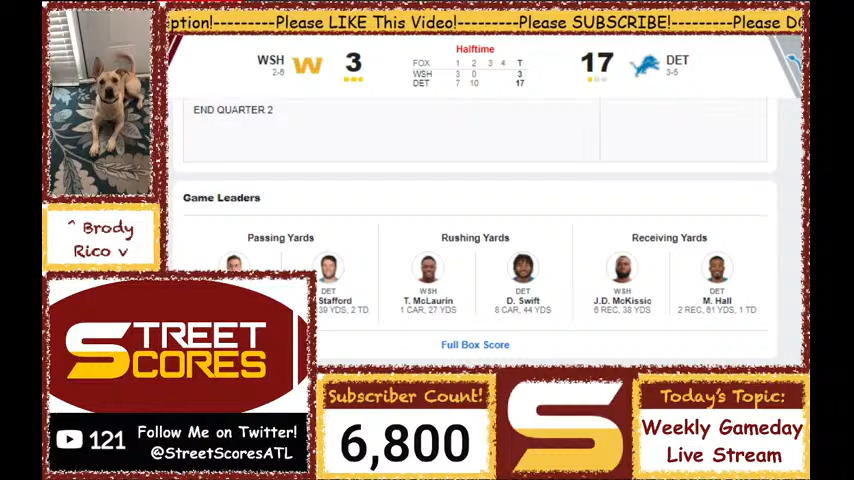 ption!---------Please LIKE This Video!---------Please SUBSCRIBE!---------Please D
Halftime
WSH
2-6
3
FOX 1 2 3 4 T
WSH 3 0 3
DET 7 10 17
17
DET
3-5
END QUARTER 2
Game Leaders
Passing Yards
Rushing Yards
Receiving Yards
DET
Stafford
39 YDS, 2 TD
WSH
T. McLaurin
1 CAR, 27 YDS
DET
D. Swift
8 CAR, 44 YDS
WSH
J.D. McKissic
6 REC, 38 YDS
DET
M. Hall
2 REC, 61 YDS, 1 TD
Full Box Score
^ Brody
Rico v
STREET
SCORES
121
Follow Me on Twitter!
@StreetScoresATL
Subscriber Count!
6,800
S
Today's Topic:
Weekly Gameday
Live Stream